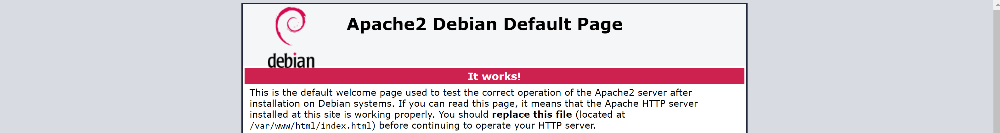 Apache2 Debian Default Page
debian
It works!
This is the default welcome page used to test the correct operation of the Apache2 server after
installation on Debian systems. If you can read this page, it means that the Apache HTTP server
installed at this site is working properly. You should replace this file (located at
/var/www/html/index.html) before continuing to operate your HTTP server.